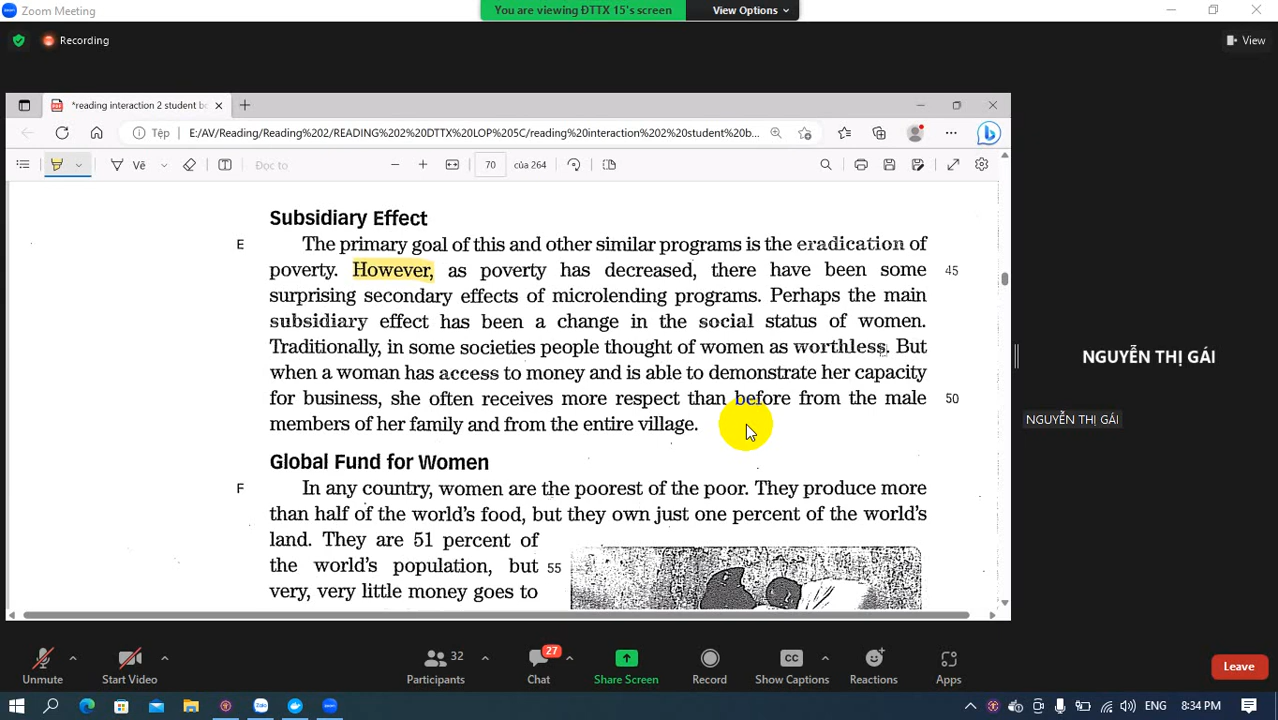 Zoom Meeting
You are viewing ĐTTX 15's screen
View Options
Recording
View
*reading interaction 2 student bo
Tệp
E:/AV/Reading/Reading%202/READING%202%20DTTX%20LOP%205C/reading%20interaction%202%20student%20b...
Vẽ
Đọc to
70
của 264
Subsidiary Effect
E
The primary goal of this and other similar programs is the eradication of
poverty. However, as poverty has decreased, there have been some
45
surprising secondary effects of microlending programs. Perhaps the main
subsidiary effect has been a change in the social status of women.
Traditionally, in some societies people thought of women as worthless. But
when a woman has access to money and is able to demonstrate her capacity
for business, she often receives more respect than before from the male
50
members of her family and from the entire village.
Global Fund for Women
F
In any country, women are the poorest of the poor. They produce more
than half of the world's food, but they own just one percent of the world's
land. They are 51 percent of
the world's population, but
55
very, very little money goes to
NGUYỄN THỊ GÁI
NGUYỄN THỊ GÁI
Unmute
Start Video
32
Participants
27
Chat
Share Screen
Record
CC
Show Captions
Reactions
Apps
Leave
ENG
8:34 PM